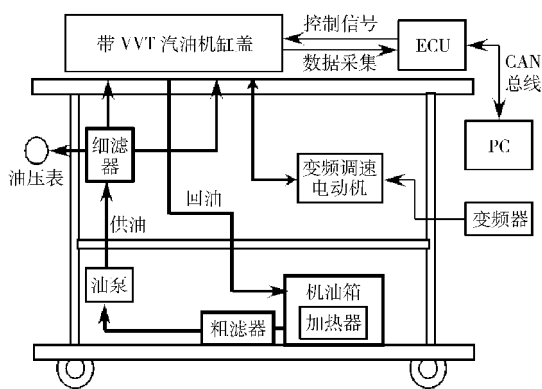 带 VVT 汽油机缸盖
控制信号
数据采集
ECU
CAN
总线
PC
细滤
器
油压表
供油
回油
变频调速
电动机
变频器
油泵
粗滤器
机油箱
加热器